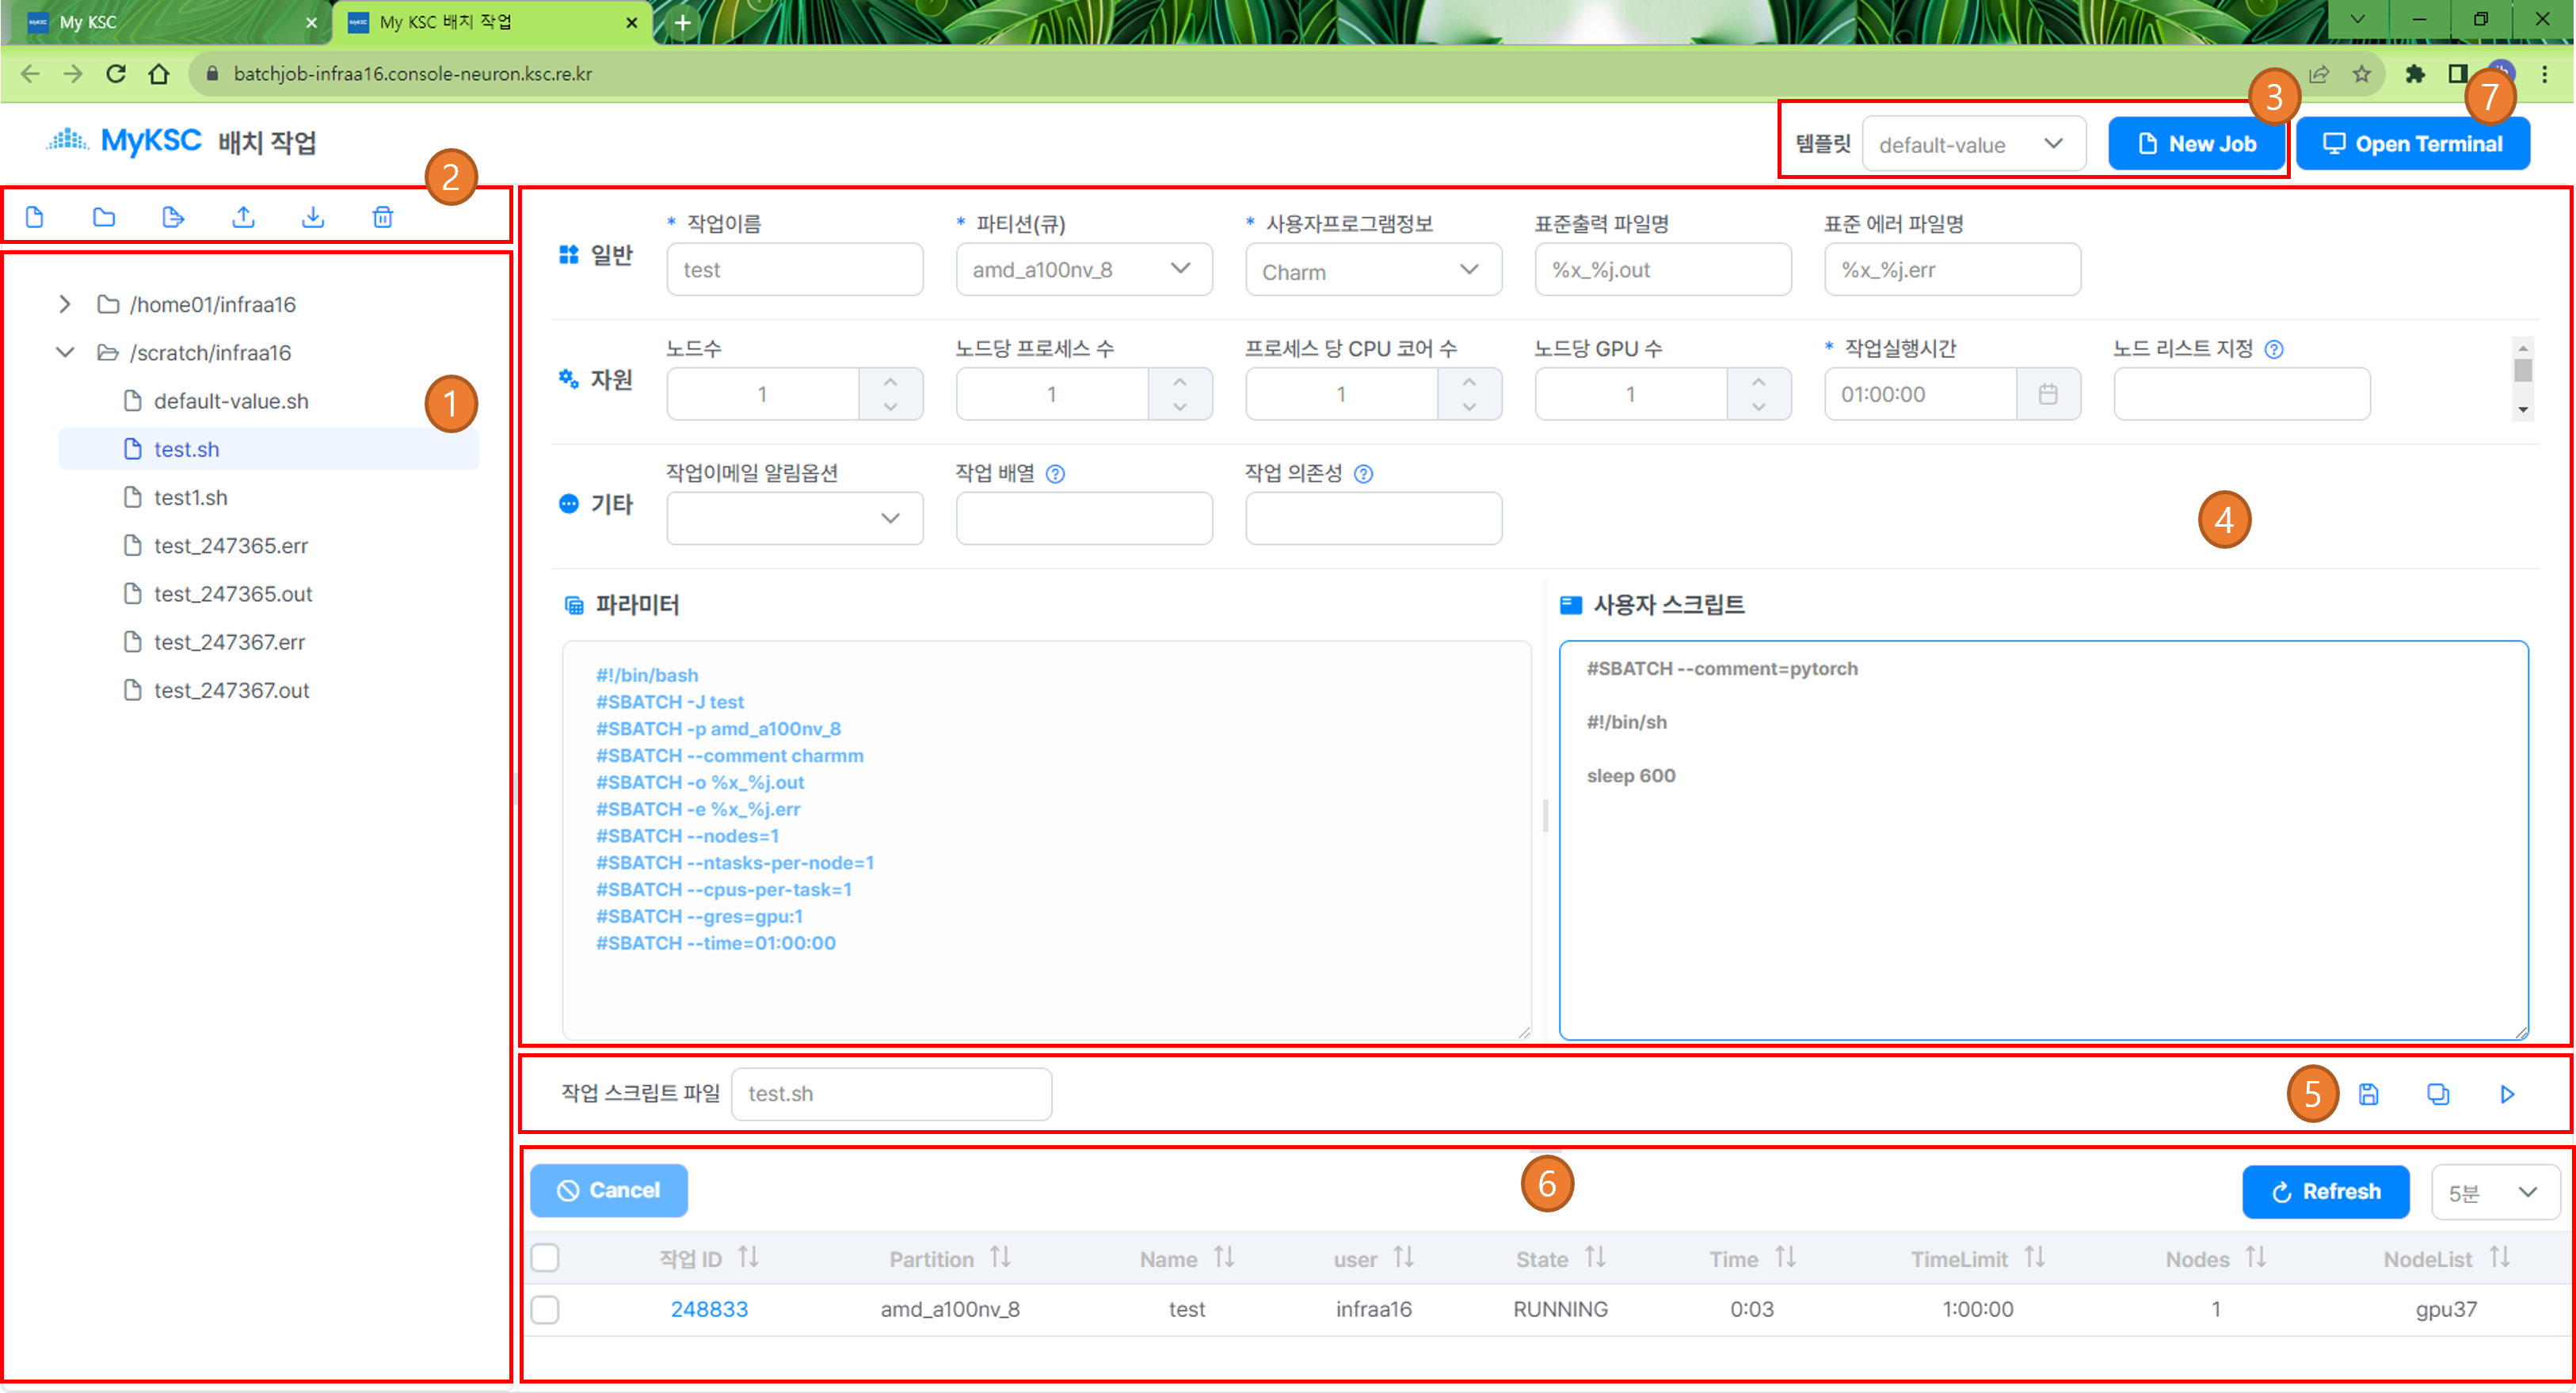 My KSC
My KSC 배치 작업
batchjob-infraa16.console-neuron.ksc.re.kr
MyKSC 배치 작업
템플릿
default-value
New Job
3
Open Terminal
7
2
1
/home01/infraa16
/scratch/infraa16
default-value.sh
test.sh
test1.sh
test_247365.err
test_247365.out
test_247367.err
test_247367.out
일반
* 작업이름
* 파티션(큐)
* 사용자프로그램정보
표준출력 파일명
표준 에러 파일명
test
amd_a100nv_8
Charm
%x_%j.out
%x_%j.err
자원
노드수
노드당 프로세스 수
프로세스 당 CPU 코어 수
노드당 GPU 수
* 작업실행시간
노드 리스트 지정 ?
1
1
1
1
01:00:00
기타
작업이메일 알림옵션
작업 배열 ?
작업 의존성 ?
4
파라미터
#!/bin/bash
#SBATCH -J test
#SBATCH -p amd_a100nv_8
#SBATCH --comment charmm
#SBATCH -o %x_%j.out
#SBATCH -e %x_%j.err
#SBATCH --nodes=1
#SBATCH --ntasks-per-node=1
#SBATCH --cpus-per-task=1
#SBATCH --gres=gpu:1
#SBATCH --time=01:00:00
사용자 스크립트
#SBATCH --comment=pytorch
#!/bin/sh
sleep 600
작업 스크립트 파일
test.sh
5
Cancel
6
Refresh
5분
작업 ID Partition Name user State Time TimeLimit Nodes NodeList
248833 amd_a100nv_8 test infraa16 RUNNING 0:03 1:00:00 1 gpu37